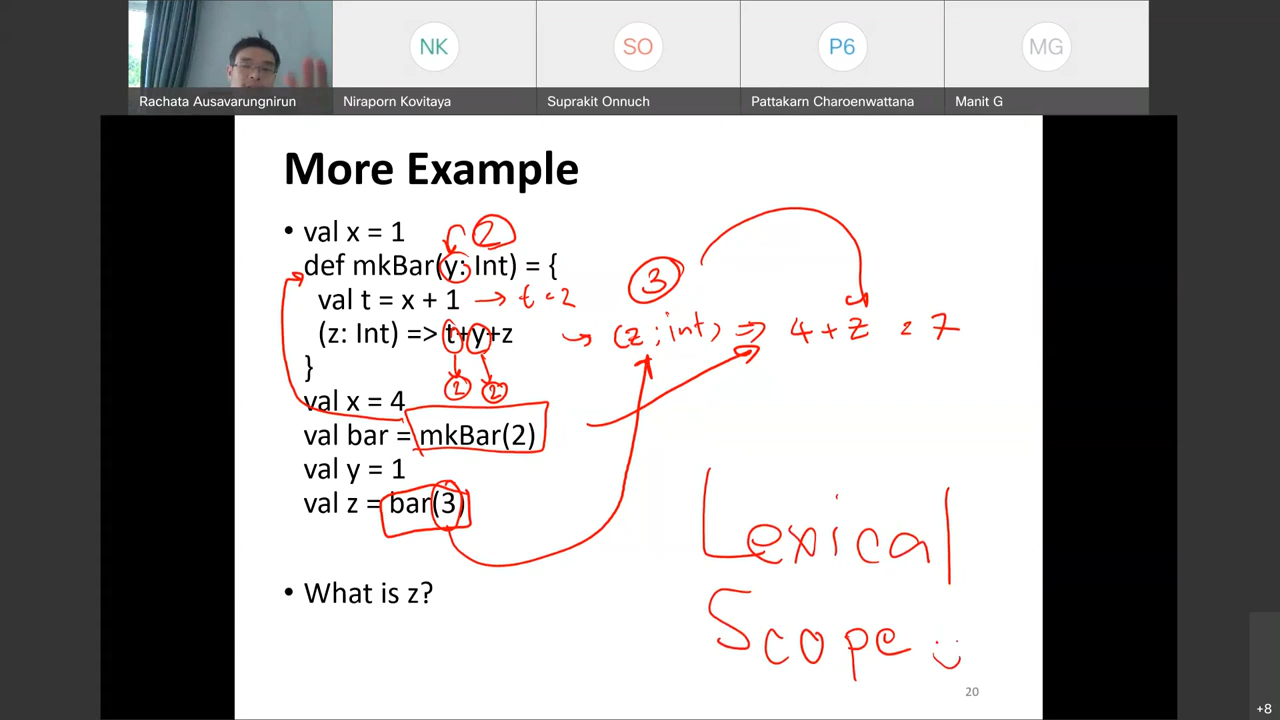 NK SO P6 MG
Rachata Ausavarungnirun Niraporn Kovitaya Suprakit Onnuch Pattakarn Charoenwattana Manit G
More Example
• val x = 1 2
def mkBar(y: Int) = { 3
val t = x + 1 → t = 2
(z: Int) => t+y+z → (z: int) ⇒ 4 + z = 7
}
2 2
val x = 4
val bar = mkBar(2)
val y = 1
val z = bar(3)
Lexical
• What is z?
Scope
20
+8